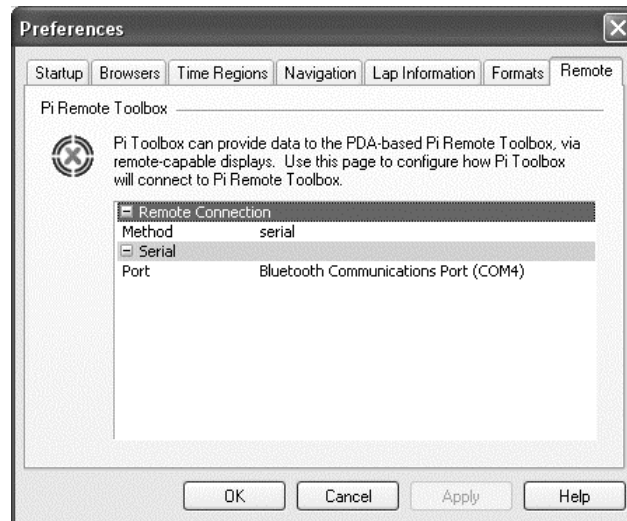 Preferences
Startup Browsers Time Regions Navigation Lap Information Formats Remote
Pi Remote Toolbox
Pi Toolbox can provide data to the PDA-based Pi Remote Toolbox, via
remote-capable displays. Use this page to configure how Pi Toolbox
will connect to Pi Remote Toolbox.
Remote Connection
Method serial
Serial
Port Bluetooth Communications Port (COM4)
OK Cancel Apply Help